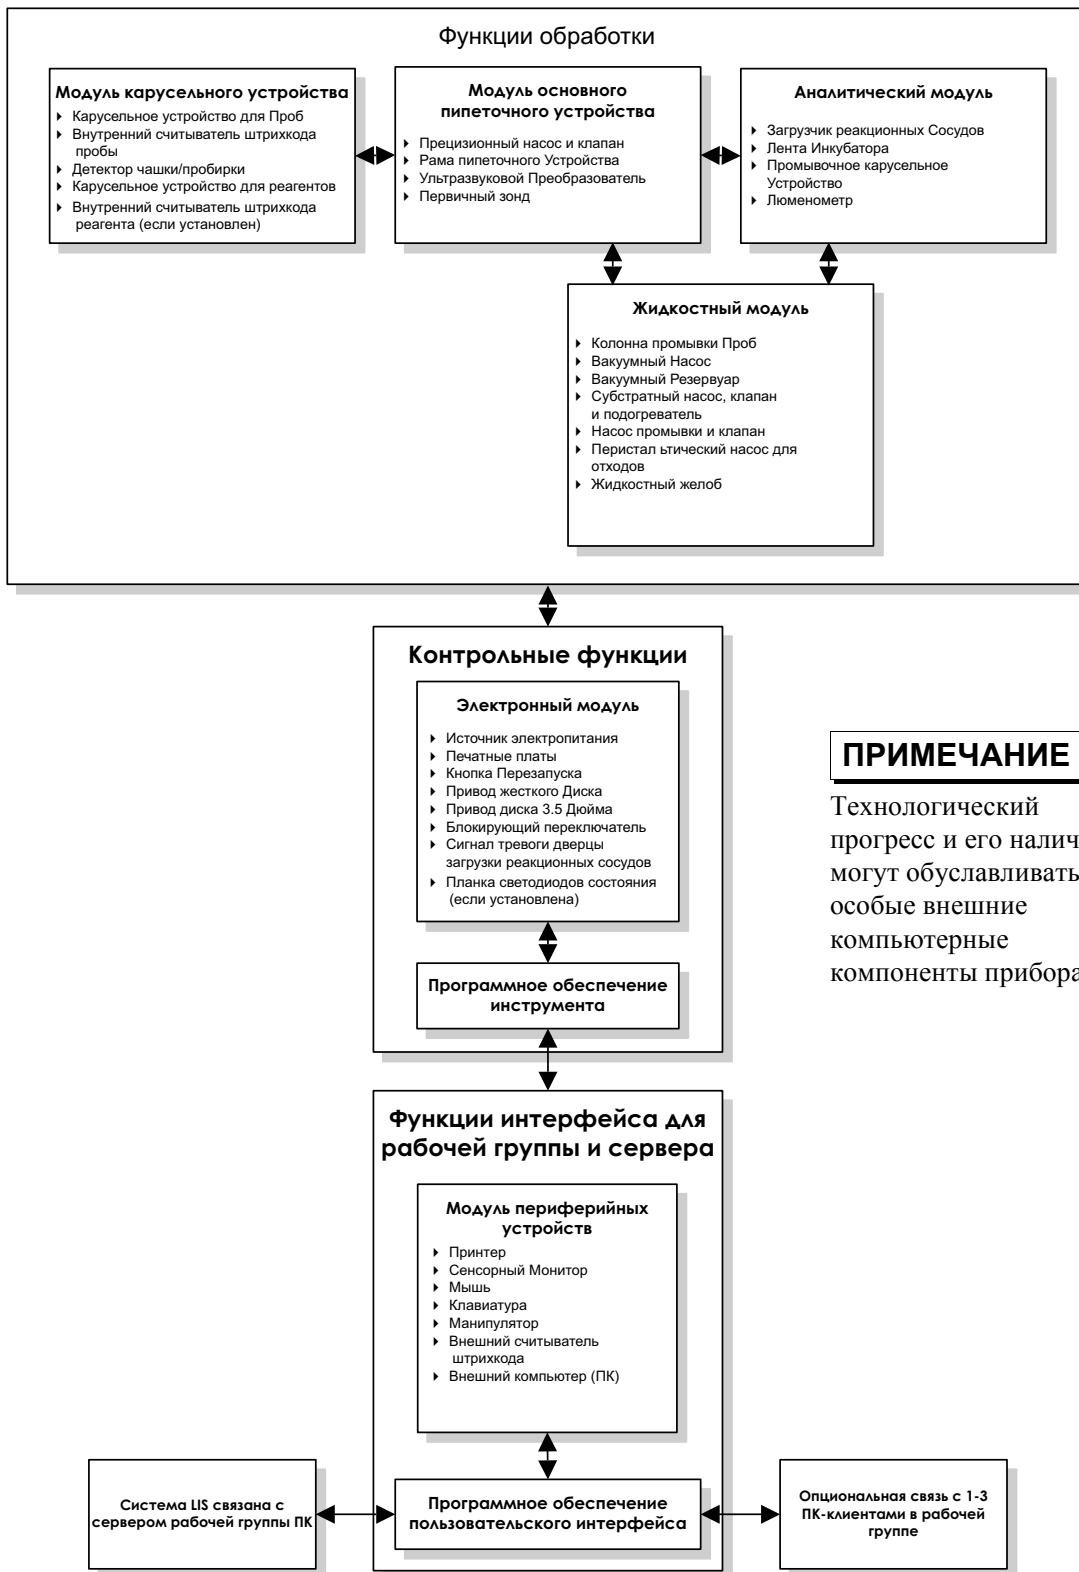 Функции обработки
Модуль карусельного устройства
Карусельное устройство для Проб
Внутренний считыватель штрихкода
пробы
Детектор чашки/пробирки
Карусельное устройство для реагентов
Внутренний считыватель штрихкода
реагента (если установлен)
Модуль основного
пипеточного устройства
Прецизионный насос и клапан
Рама пипеточного Устройства
Ультразвуковой Преобразователь
Первичный зонд
Аналитический модуль
Загрузчик реакционных Сосудов
Лента Инкубатора
Промывочное карусельное
Устройство
Люменометр
Жидкостный модуль
Колонна промывки Проб
Вакуумный Насос
Вакуумный Резервуар
Субстратный насос, клапан
и подогреватель
Насос промывки и клапан
Перистал ьтический насос для
отходов
Жидкостный желоб
Контрольные функции
Электронный модуль
Источник электропитания
Печатные платы
Кнопка Перезапуска
Привод жесткого Диска
Привод диска 3.5 Дюйма
Блокирующий переключатель
Сигнал тревоги дверцы
загрузки реакционных сосудов
Планка светодиодов состояния
(если установлена)
Программное обеспечение
инструмента
ПРИМЕЧАНИЕ
Технологический
прогресс и его налич
могут обуславливать
особые внешние
компьютерные
компоненты прибора
Функции интерфейса для
рабочей группы и сервера
Модуль периферийных
устройств
Принтер
Сенсорный Монитор
Мышь
Клавиатура
Манипулятор
Внешний считыватель
штрихкода
Внешний компьютер (ПК)
Система LIS связана с
сервером рабочей группы ПК
Программное обеспечение
пользовательского интерфейса
Опциональная связь с 1-3
ПК-клиентами в рабочей
группе